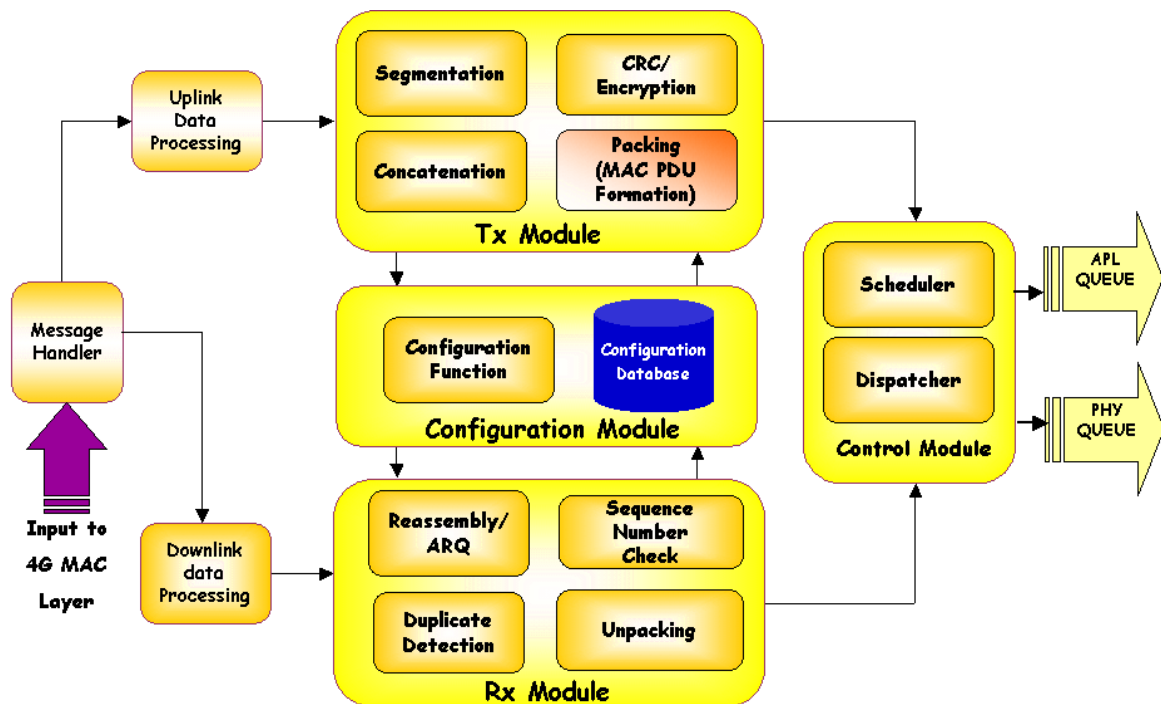 Uplink
Data
Processing
Segmentation
CRC/
Encryption
Concatenation
Packing
(MAC PDU
Formation)
Tx Module
Message
Handler
Configuration
Function
Configuration
Database
Configuration Module
Scheduler
Dispatcher
Control Module
APL
QUEUE
PHY
QUEUE
Input to
4G MAC
Layer
Downlink
data
Processing
Reassembly/
ARQ
Sequence
Number
Check
Duplicate
Detection
Unpacking
Rx Module